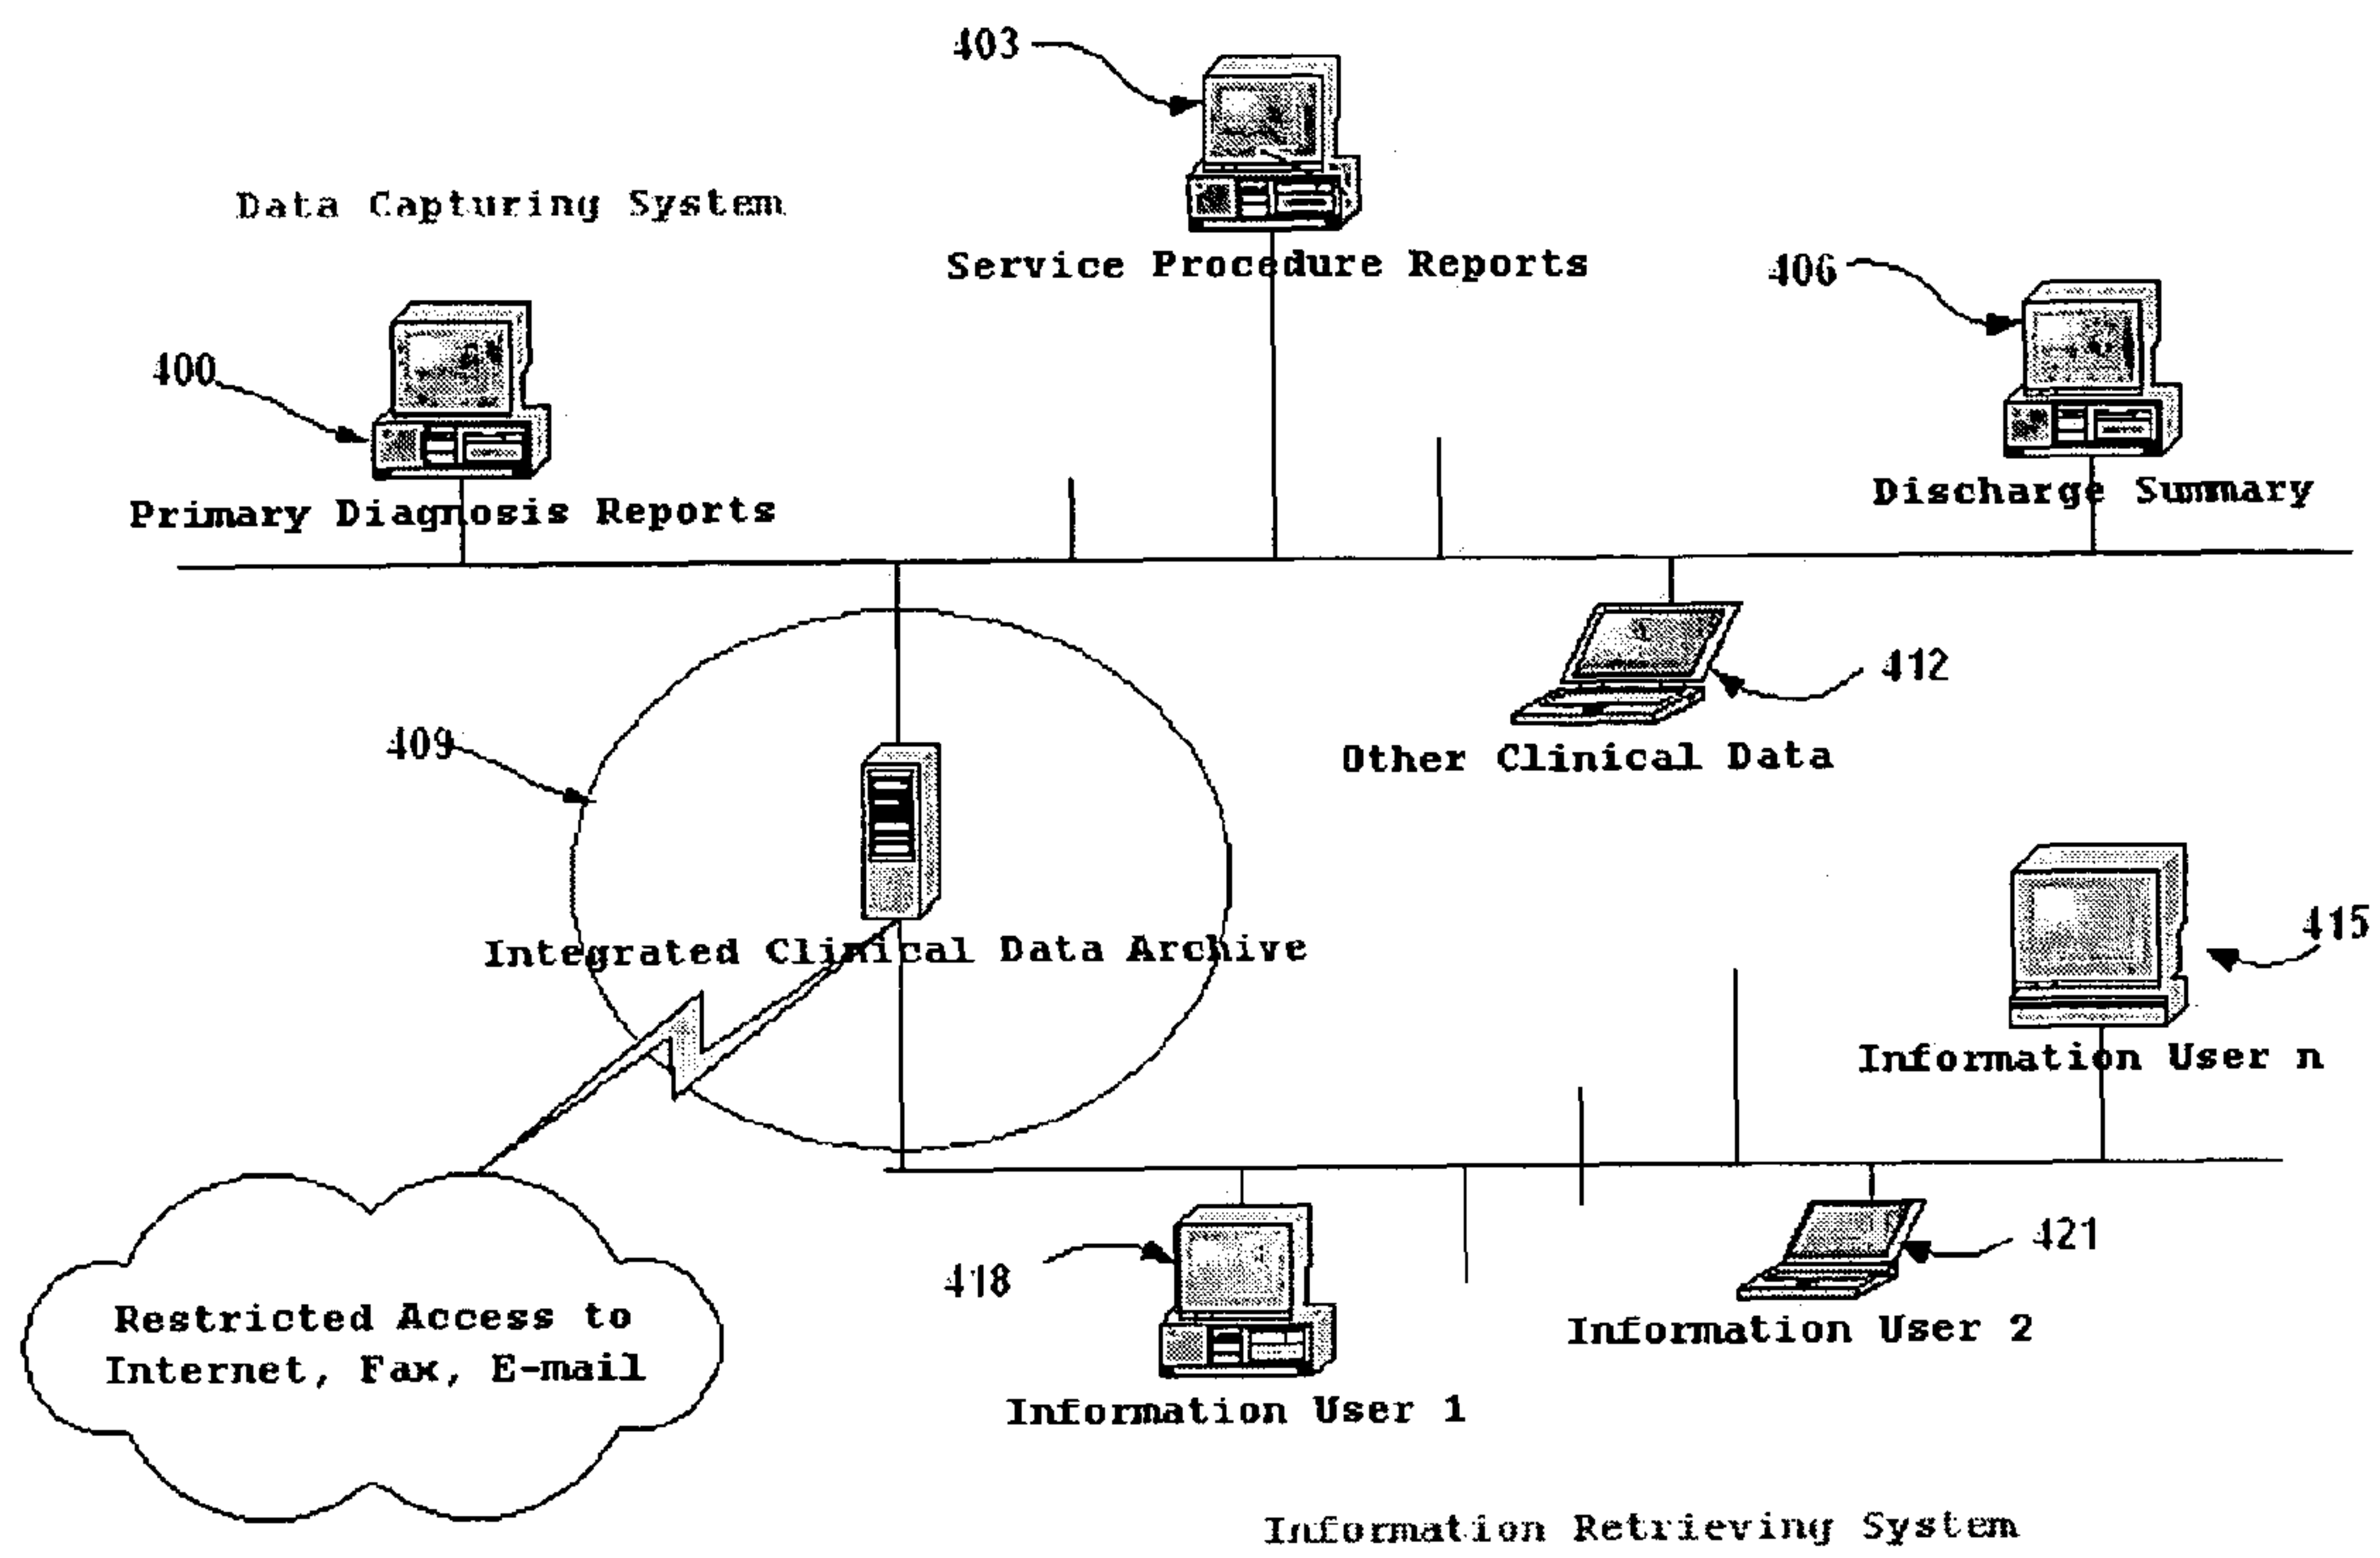 403
Data Capturing System
Service Procedure Reports
406
400
Primary Diagnosis Reports
Discharge Summary
412
409
Other Clinical Data
415
Integrated Clinical Data Archive
Information User n
421
418
Restricted Access to
Internet, Fax, E-mail
Information User 2
Information User 1
Information Retrieving System